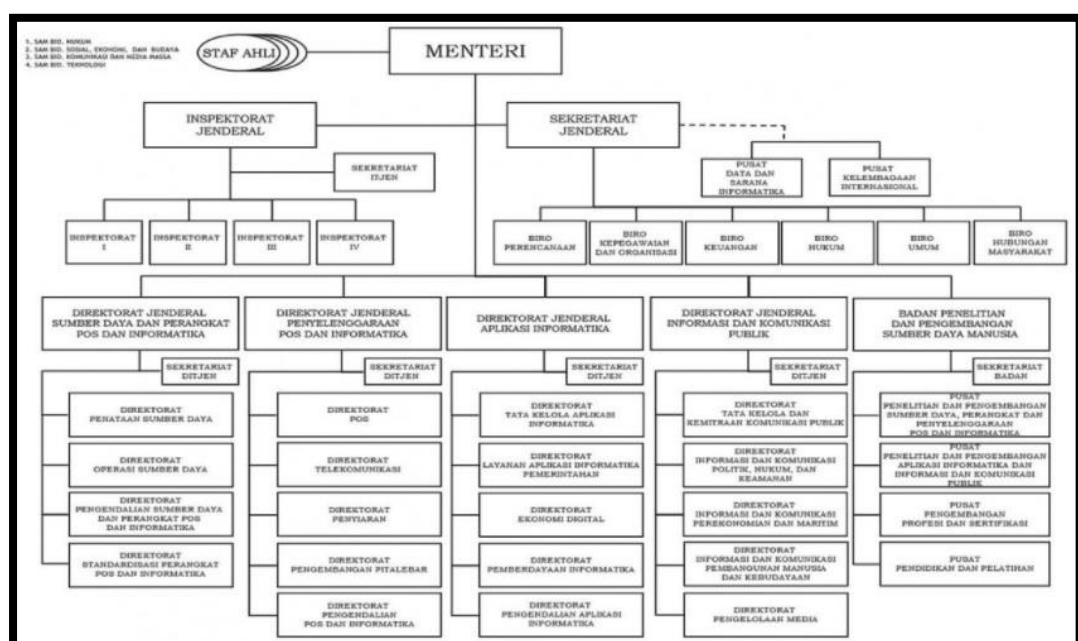 1. SAM BID. HUKUM
2. SAM BID. SOSIAL, EKONOMI, DAN BUDAYA
3. SAM BID. KOMUNIKASI DAN MEDIA MASSA
4. SAM BID. TEKNOLOGI
STAF AHLI
MENTERI
INSPEKTORAT
JENDERAL
SEKRETARIAT
JENDERAL
SEKRETARIAT
ITJEN
PUSAT
DATA DAN
SARANA
INFORMATIKA
PUSAT
KELEMBAGAAN
INTERNASIONAL
INSPEKTORAT
I
INSPEKTORAT
II
INSPEKTORAT
III
INSPEKTORAT
IV
BIRO
PERENCANAAN
BIRO
KEPEGAWAIAN
DAN ORGANISASI
BIRO
KEUANGAN
BIRO
HUKUM
BIRO
UMUM
BIRO
HUBUNGAN
MASYARAKAT
DIREKTORAT JENDERAL
SUMBER DAYA DAN PERANGKAT
POS DAN INFORMATIKA
DIREKTORAT JENDERAL
PENYELENGGARAAN
POS DAN INFORMATIKA
DIREKTORAT JENDERAL
APLIKASI INFORMATIKA
DIREKTORAT JENDERAL
INFORMASI DAN KOMUNIKASI
PUBLIK
BADAN PENELITIAN
DAN PENGEMBANGAN
SUMBER DAYA MANUSIA
SEKRETARIAT
DITJEN
SEKRETARIAT
DITJEN
SEKRETARIAT
DITJEN
SEKRETARIAT
DITJEN
SEKRETARIAT
BADAN
DIREKTORAT
PENATAAN SUMBER DAYA
DIREKTORAT
POS
DIREKTORAT
TATA KELOLA APLIKASI
INFORMATIKA
DIREKTORAT
TATA KELOLA DAN
KEMITRAAN KOMUNIKASI PUBLIK
PUSAT
PENELITIAN DAN PENGEMBANGAN
SUMBER DAYA, PERANGKAT DAN
PENYELENGGARAAN
POS DAN INFORMATIKA
DIREKTORAT
OPERASI SUMBER DAYA
DIREKTORAT
TELEKOMUNIKASI
DIREKTORAT
LAYANAN APLIKASI INFORMATIKA
PEMERINTAHAN
DIREKTORAT
INFORMASI DAN KOMUNIKASI
POLITIK, HUKUM, DAN
KEAMANAN
PUSAT
PENELITIAN DAN PENGEMBANGAN
APLIKASI INFORMATIKA DAN
INFORMASI DAN KOMUNIKASI
PUBLIK
DIREKTORAT
PENGENDALIAN SUMBER DAYA
DAN PERANGKAT POS
DAN INFORMATIKA
DIREKTORAT
PENYIARAN
DIREKTORAT
EKONOMI DIGITAL
DIREKTORAT
INFORMASI DAN KOMUNIKASI
PEREKONOMIAN DAN MARITIM
PUSAT
PENGEMBANGAN
PROFESI DAN SERTIFIKASI
DIREKTORAT
STANDARDISASI PERANGKAT
POS DAN INFORMATIKA
DIREKTORAT
PENGEMBANGAN PITALEBAR
DIREKTORAT
PEMBERDAYAAN INFORMATIKA
DIREKTORAT
INFORMASI DAN KOMUNIKASI
PEMBANGUNAN MANUSIA
DAN KEBUDAYAAN
PUSAT
PENDIDIKAN DAN PELATIHAN
DIREKTORAT
PENGENDALIAN
POS DAN INFORMATIKA
DIREKTORAT
PENGENDALIAN APLIKASI
INFORMATIKA
DIREKTORAT
PENGELOLAAN MEDIA